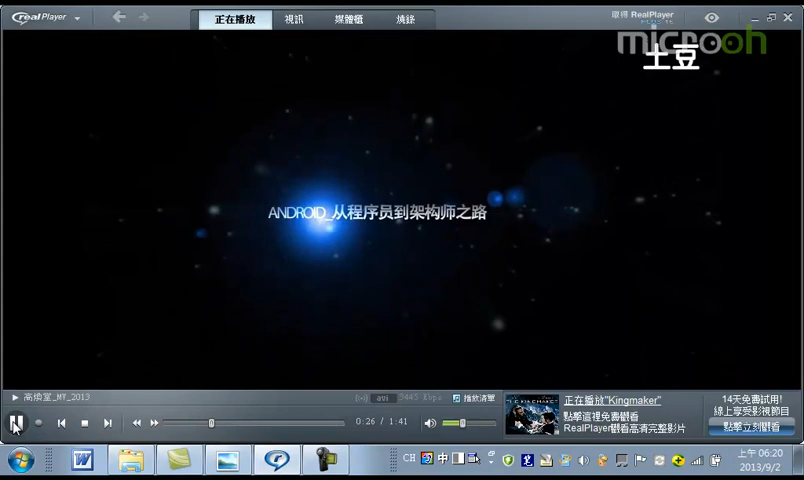 realPlayer
正在播放
視訊
媒體櫃
燒錄
取得 RealPlayer
PLUS
microoh
土豆
ANDROID_从程序员到架构师之路
高煥堂_MY_2013
avi
5445 Kbps
播放清單
0:26 / 1:41
正在播放"Kingmaker"
點擊這裡免費觀看
RealPlayer觀看高清完整影片
14天免費試用!
線上享受影視節目
點擊立刻觀看
CH
中
上午 06:20
2013/9/2